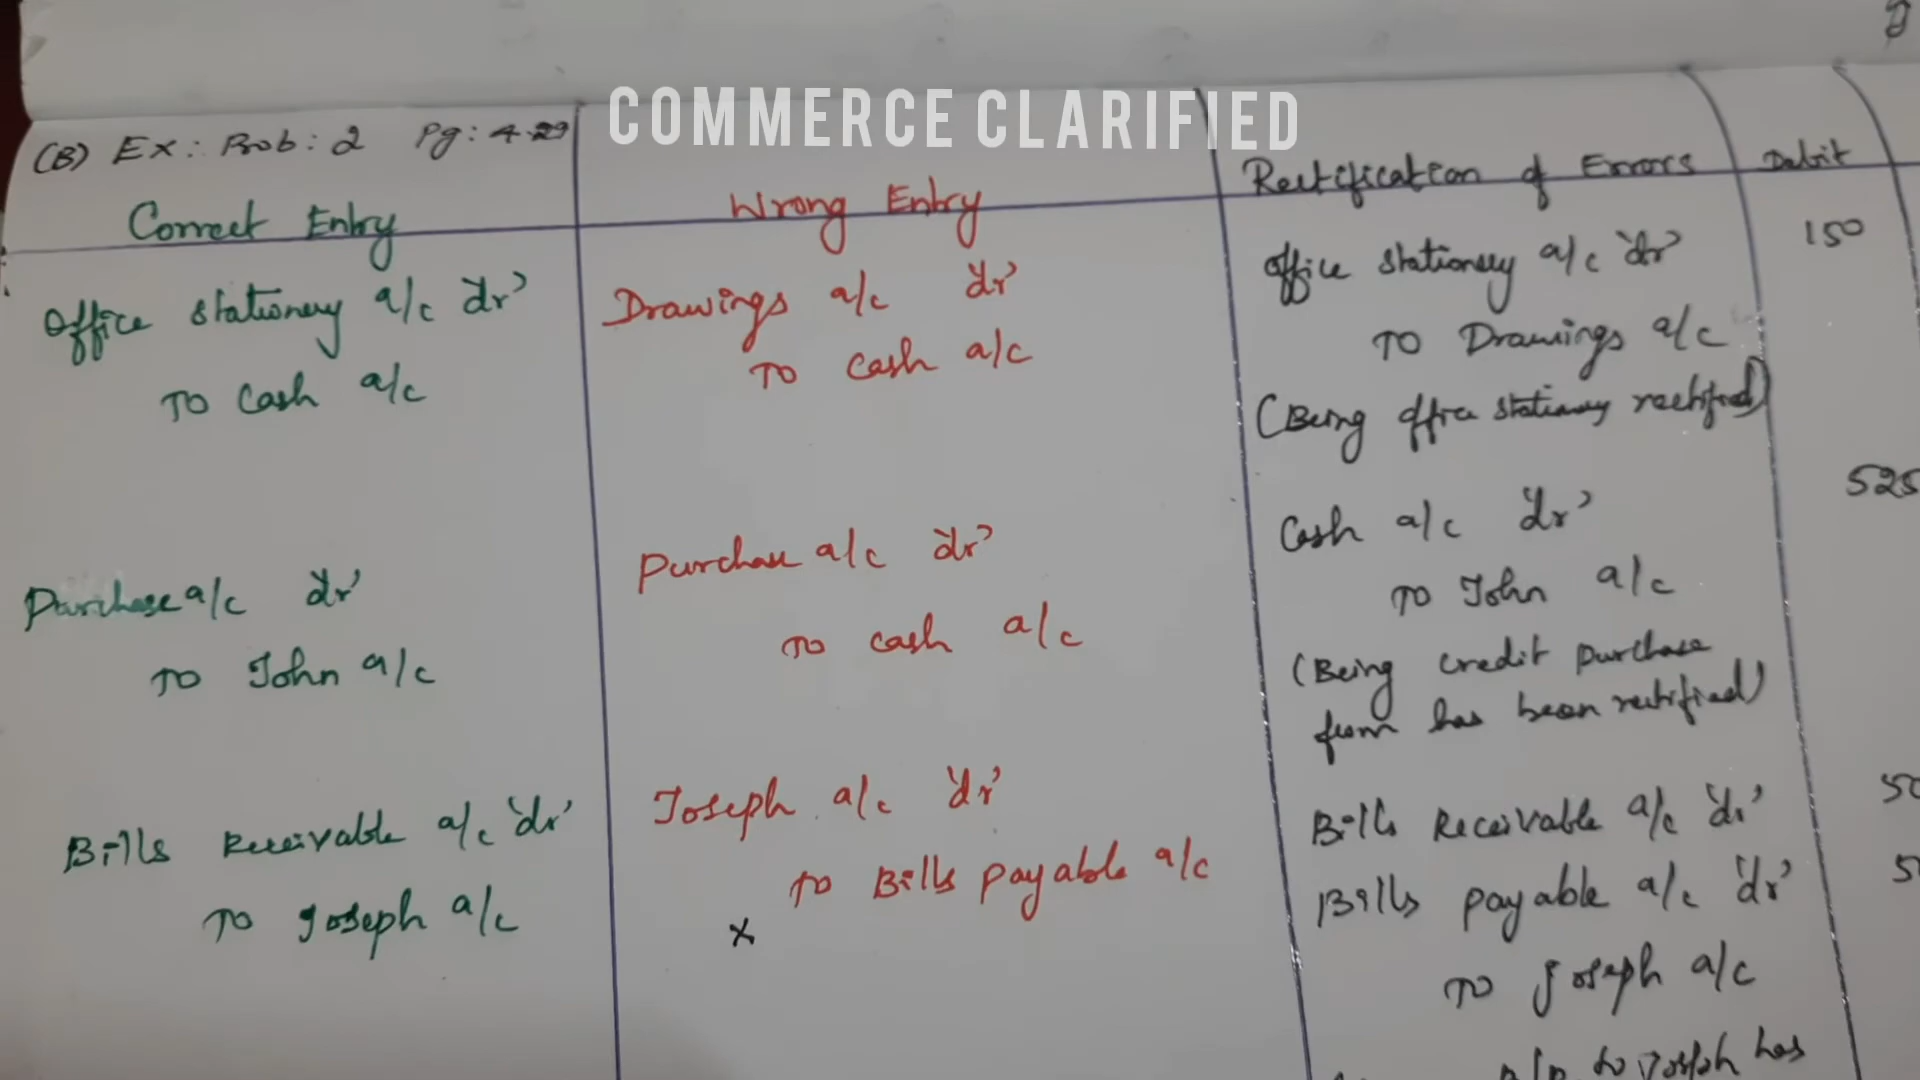 COMMERCE CLARIFIED
(B) Ex: Prob: 2 Pg: 4.29
Correct Entry
Office stationery a/c 'dr'
To Cash a/c
Purchase a/c 'dr'
To John a/c
Bills Receivable a/c 'dr'
To Joseph a/c
Wrong Entry
Drawings a/c 'dr'
To Cash a/c
Purchase a/c 'dr'
To cash a/c
Joseph a/c 'dr'
To Bills payable a/c
x
Rectification of Errors
Office stationery a/c 'dr'
To Drawings a/c
(Being office stationery rectified)
Cash a/c 'dr'
To John a/c
(Being credit purchase
from has been rectified)
Bills Receivable a/c 'dr'
Bills payable a/c 'dr'
To Joseph a/c
to Joseph has
Debit
150
525